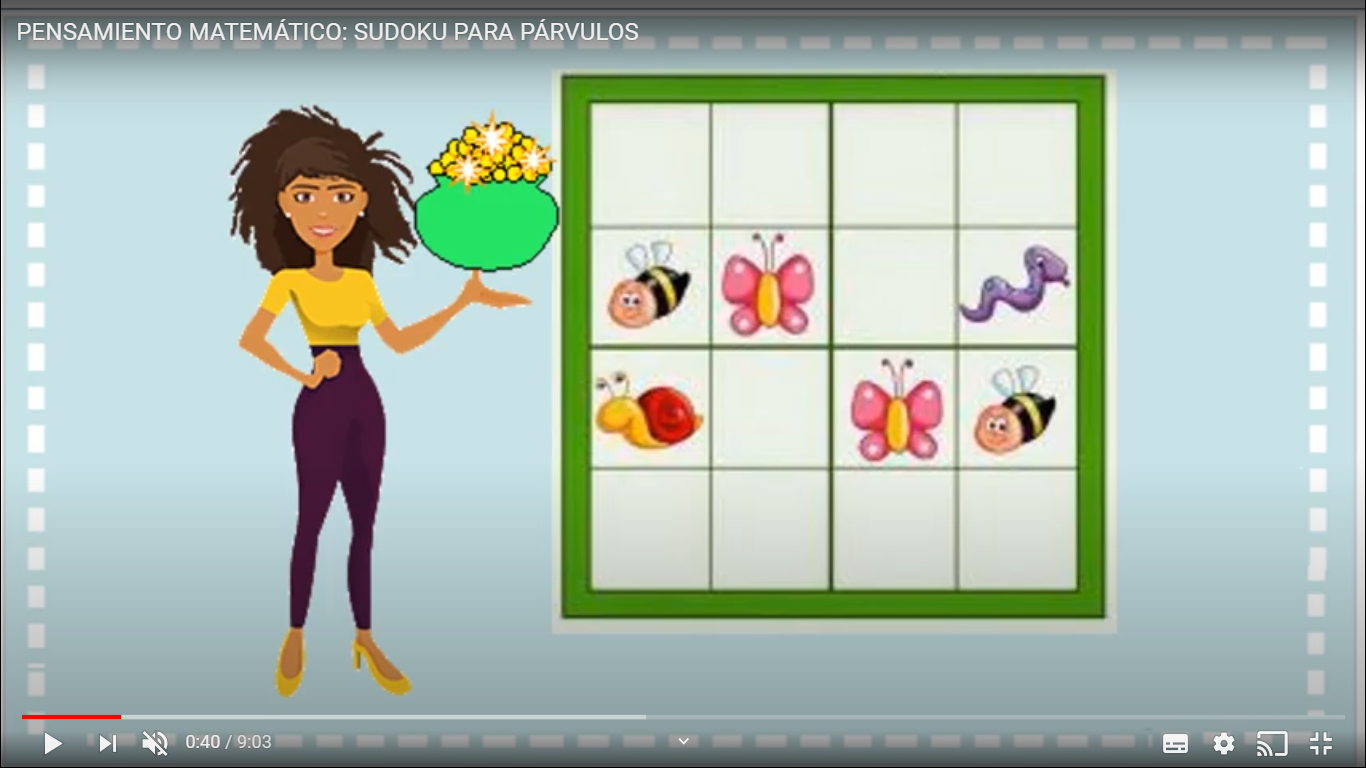 PENSAMIENTO MATEMÁTICO: SUDOKU PARA PÁRVULOS
0:40 / 9:03